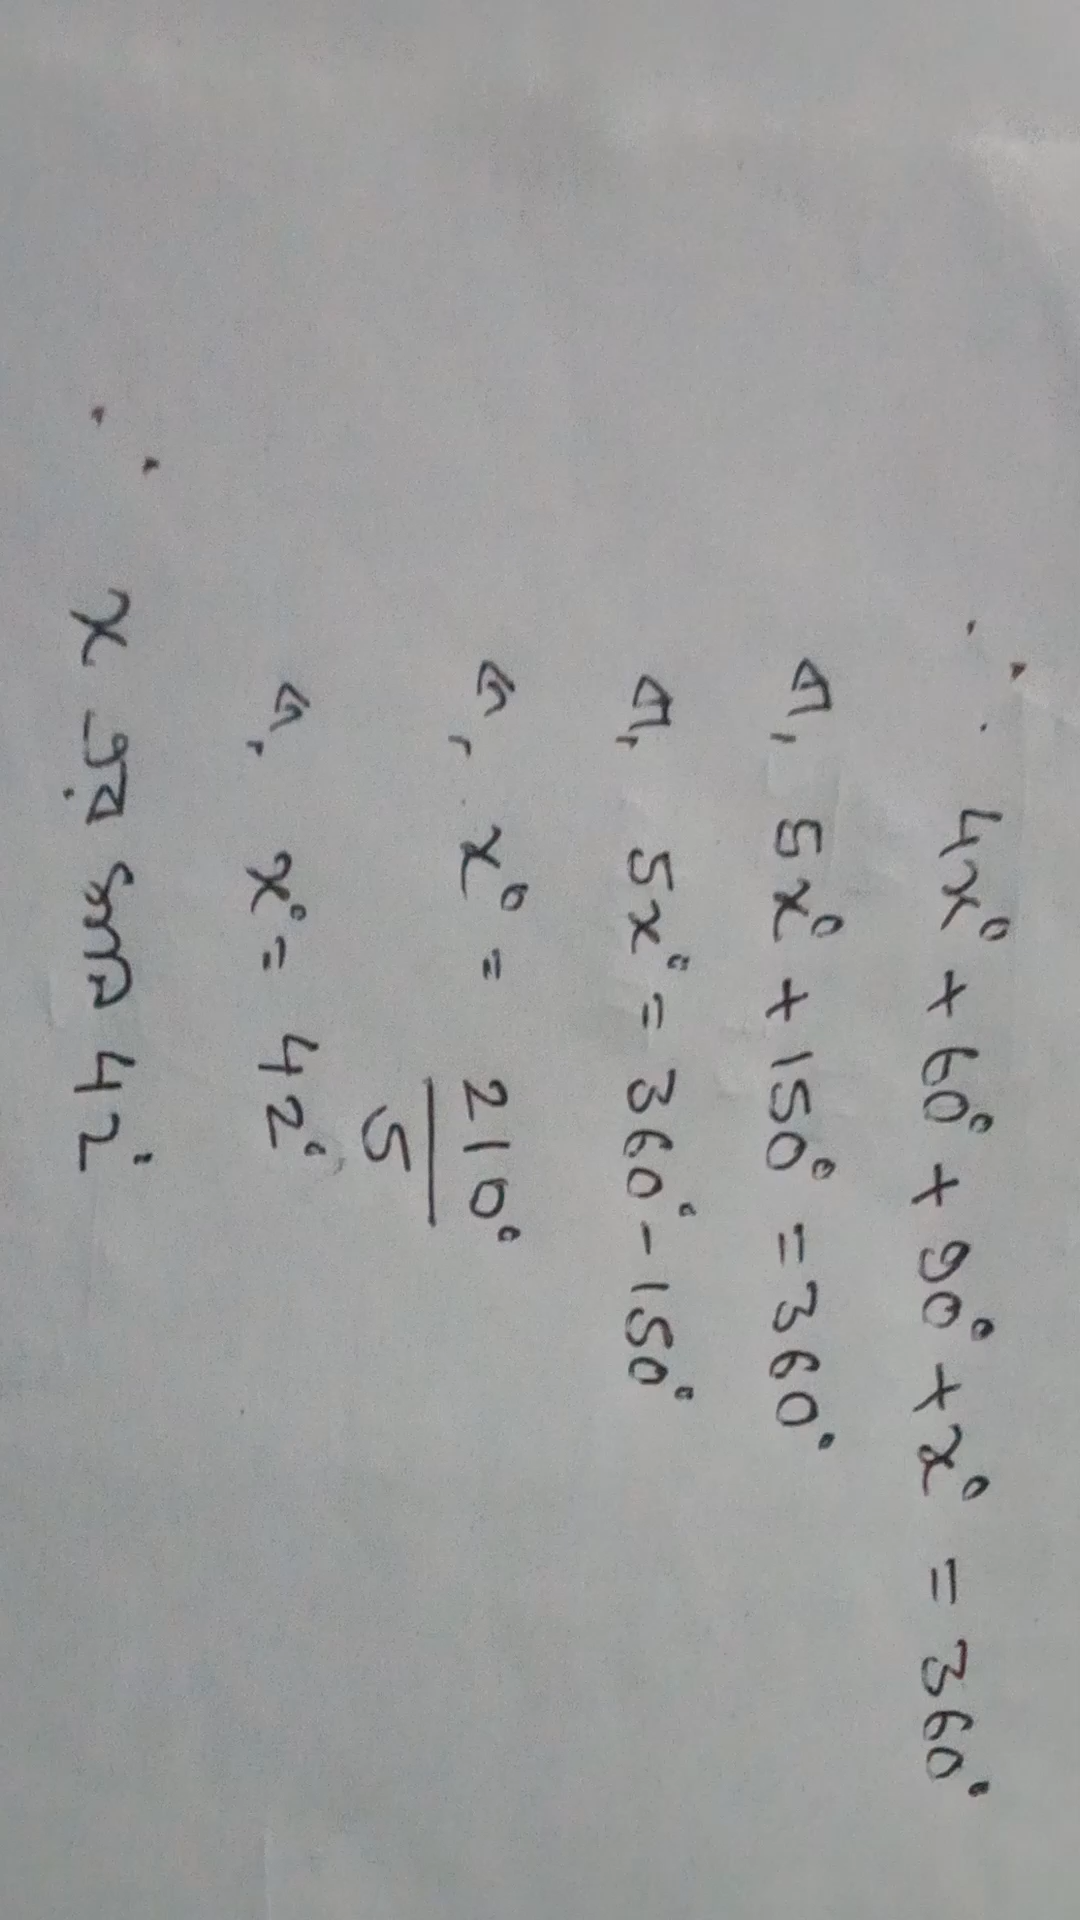 ∴ 4x° + 60° + 90° + x° = 360°
বা, 5x° + 150° = 360°
বা, 5x° = 360° - 150°
বা, x° = 210° / 5
বা, x° = 42°
∴ x এর মান 42°